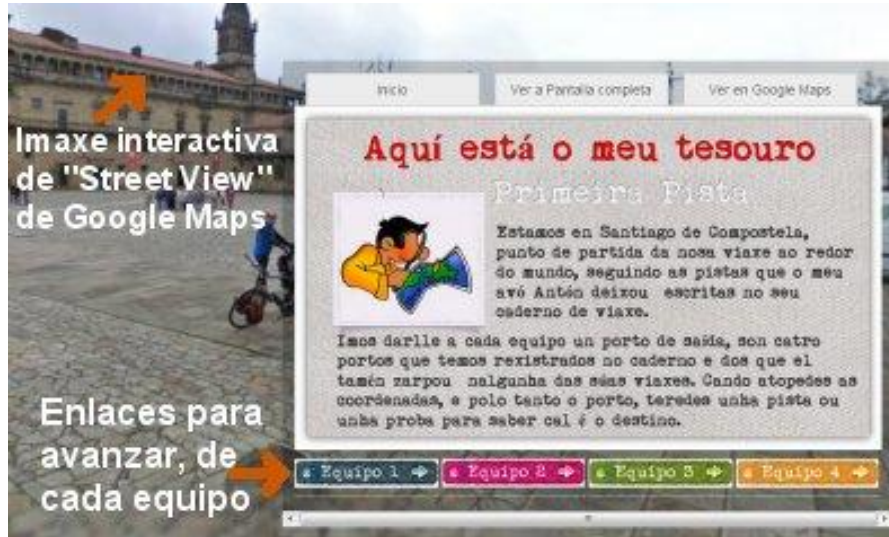 Inicio
Ver a Pantalla completa
Ver en Google Maps
Imaxe interactiva
de "Street View"
de Google Maps
Aquí está o meu tesouro
Primeira Pista
Estamos en Santiago de Compostela,
punto de partida da nosa viaxe ao redor
do mundo, seguindo as pistas que o meu
avó Antón deixou escritas no seu
caderno de viaxe.
Imos darlle a cada equipo un porto de saída, son catro
portos que temos rexistrados no caderno e dos que el
tamén zarpou nalgunha das súas viaxes. Cando atopedes as
coordenadas, e polo tanto o porto, teredes unha pista ou
unha proba para saber cal é o destino.
Enlaces para
avanzar, de
cada equipo
Equipo 1
Equipo 2
Equipo 3
Equipo 4